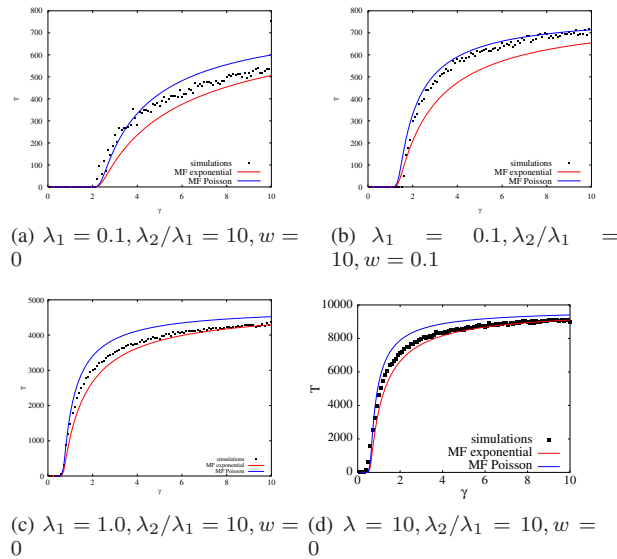 800
700
600
500
400
300
200
100
0
T
simulations
MF exponential
MF Poisson
0 2 4 6 8 10
γ
(a) λ₁ = 0.1, λ₂/λ₁ = 10, w =
0
800
700
600
500
400
300
200
100
0
T
simulations
MF exponential
MF Poisson
0 2 4 6 8 10
γ
(b) λ₁ = 0.1, λ₂/λ₁ =
10, w = 0.1
5000
4000
3000
2000
1000
0
T
simulations
MF exponential
MF Poisson
0 2 4 6 8 10
γ
(c) λ₁ = 1.0, λ₂/λ₁ = 10, w =
0
10000
8000
6000
4000
2000
0
T
simulations
MF exponential
MF Poisson
0 2 4 6 8 10
γ
(d) λ = 10, λ₂/λ₁ = 10, w =
0